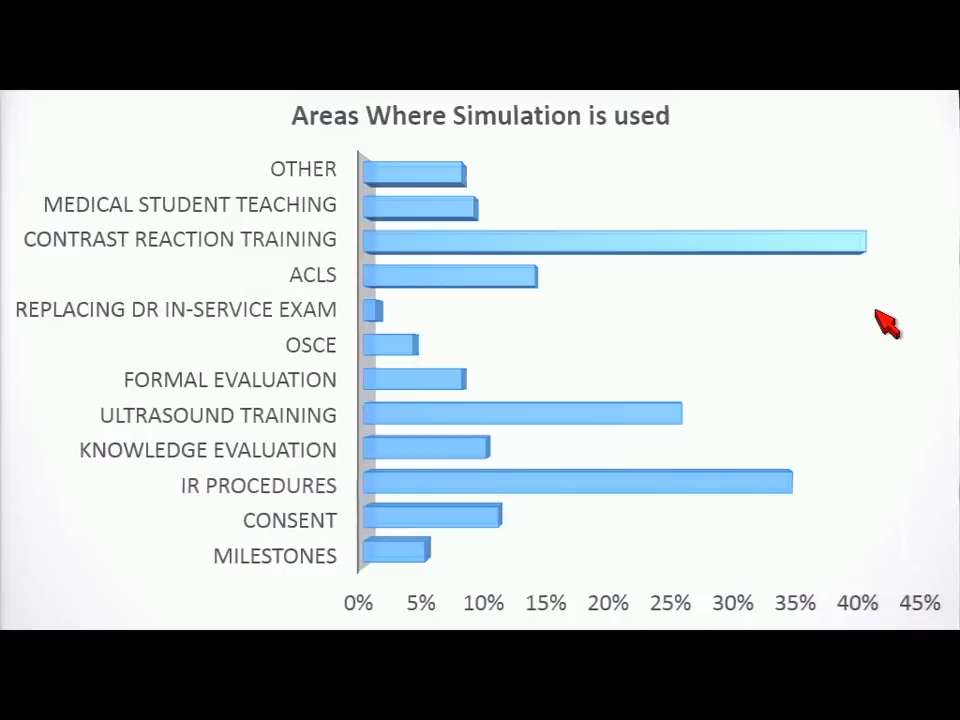 Areas Where Simulation is used
OTHER
MEDICAL STUDENT TEACHING
CONTRAST REACTION TRAINING
ACLS
REPLACING DR IN-SERVICE EXAM
OSCE
FORMAL EVALUATION
ULTRASOUND TRAINING
KNOWLEDGE EVALUATION
IR PROCEDURES
CONSENT
MILESTONES
0% 5% 10% 15% 20% 25% 30% 35% 40% 45%